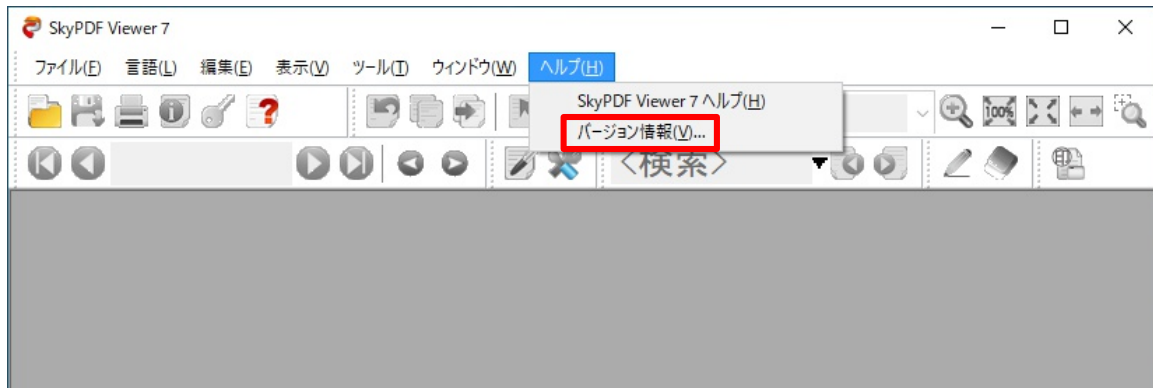 SkyPDF Viewer 7
ファイル(F) 言語(L) 編集(E) 表示(V) ツール(T) ウィンドウ(W) ヘルプ(H)
SkyPDF Viewer 7 ヘルプ(H)
バージョン情報(V)...
100%
<検索>